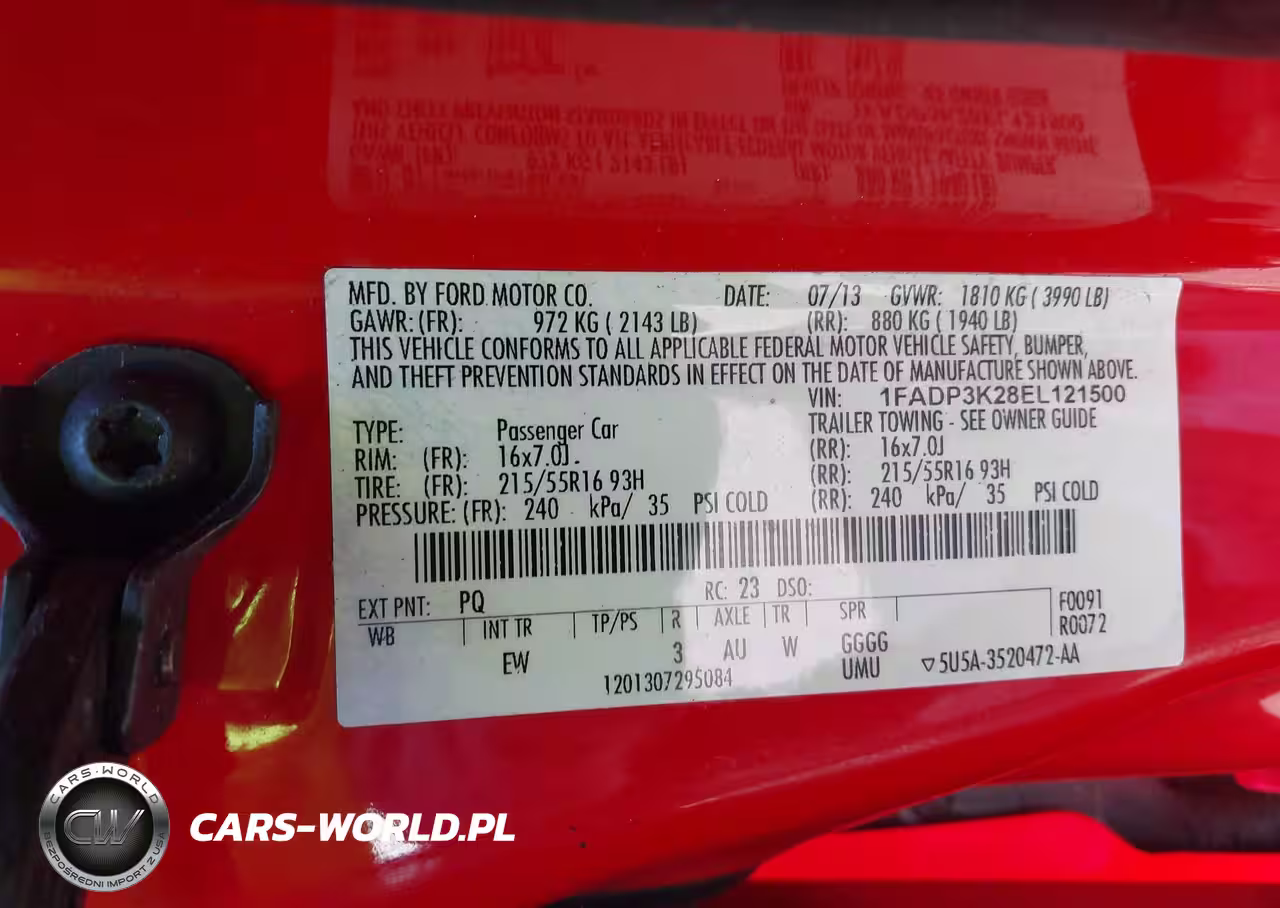 MFD. BY FORD MOTOR CO. DATE: 07/13 GVWR: 1810 KG ( 3990 LB)
GAWR: (FR): 972 KG ( 2143 LB) (RR): 880 KG ( 1940 LB)
THIS VEHICLE CONFORMS TO ALL APPLICABLE FEDERAL MOTOR VEHICLE SAFETY, BUMPER,
AND THEFT PREVENTION STANDARDS IN EFFECT ON THE DATE OF MANUFACTURE SHOWN ABOVE.
VIN: 1FADP3K28EL121500
TYPE: Passenger Car TRAILER TOWING - SEE OWNER GUIDE
RIM: (FR): 16x7.0J (RR): 16x7.0J
TIRE: (FR): 215/55R16 93H (RR): 215/55R16 93H
PRESSURE: (FR): 240 kPa/ 35 PSI COLD (RR): 240 kPa/ 35 PSI COLD
EXT PNT: PQ RC: 23 DSO: F0091
WB INT TR TP/PS R AXLE TR SPR R0072
EW 3 AU W GGGG
1201307295084 UMU ▽5U5A-3520472-AA
CARS-WORLD
CW
BEZPOŚREDNI IMPORT Z USA
CARS-WORLD.PL